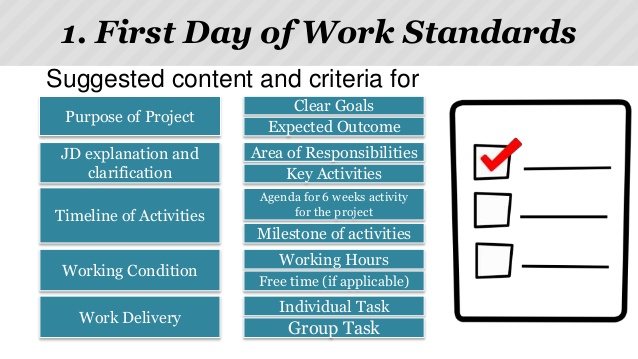 1. First Day of Work Standards
Suggested content and criteria for
Purpose of Project
Clear Goals
Expected Outcome
JD explanation and
clarification
Area of Responsibilities
Key Activities
Timeline of Activities
Agenda for 6 weeks activity
for the project
Milestone of activities
Working Condition
Working Hours
Free time (if applicable)
Work Delivery
Individual Task
Group Task